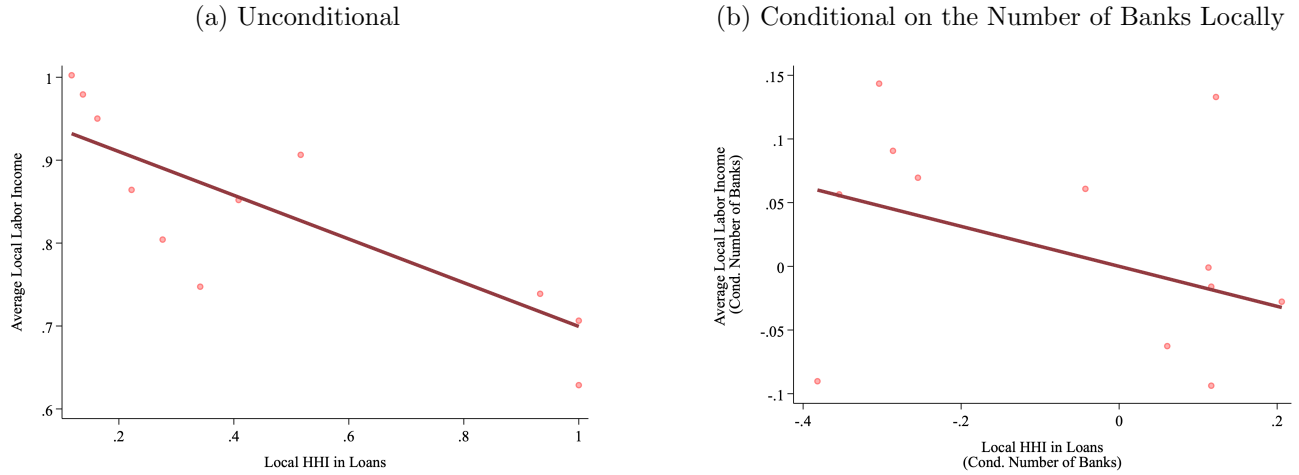 (a) Unconditional
1
.9
.8
.7
.6
Average Local Labor Income
.2
.4
.6
.8
1
Local HHI in Loans
(b) Conditional on the Number of Banks Locally
.15
.1
.05
0
-.05
-.1
Average Local Labor Income
(Cond. Number of Banks)
-.4
-.2
0
.2
Local HHI in Loans
(Cond. Number of Banks)